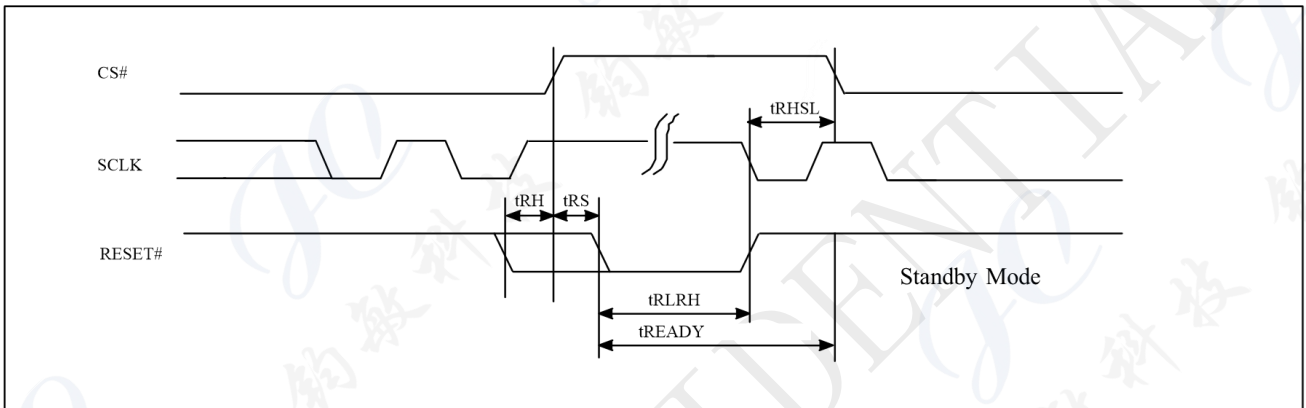 CS#
tRHSL
SCLK
tRH tRS
RESET#
Standby Mode
tRLRH
tREADY